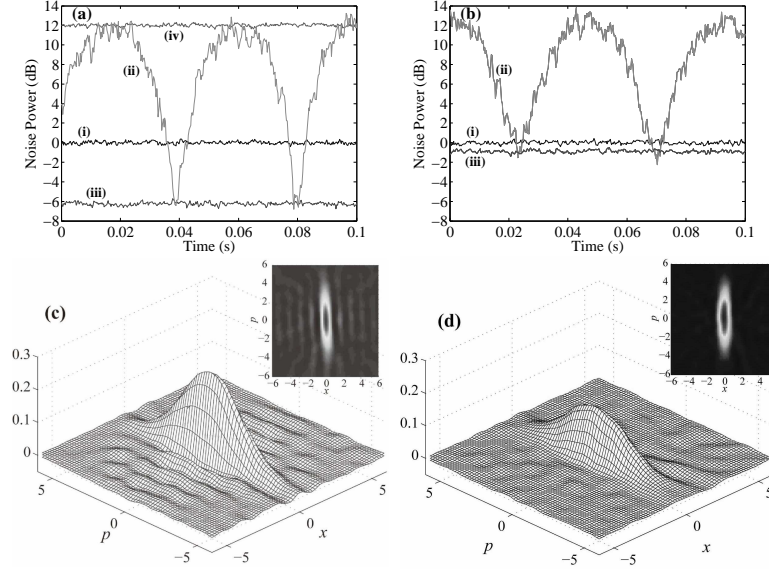 (a)
(iv)
(ii)
(i)
(iii)
Noise Power (dB)
14
12
10
8
6
4
2
0
−2
−4
−6
−8
0
0.02
0.04
0.06
0.08
0.1
Time (s)
(b)
(ii)
(i)
(iii)
Noise Power (dB)
14
12
10
8
6
4
2
0
−2
−4
−6
−8
0
0.02
0.04
0.06
0.08
0.1
Time (s)
(c)
0.3
0.2
0.1
0
5
0
−5
p
−5
0
5
x
6
4
2
0
−2
−4
−6
p
−6 −4 −2 0 2 4 6
x
(d)
0.3
0.2
0.1
0
5
0
−5
p
−5
0
5
x
6
4
2
0
−2
−4
−6
p
−6 −4 −2 0 2 4 6
x